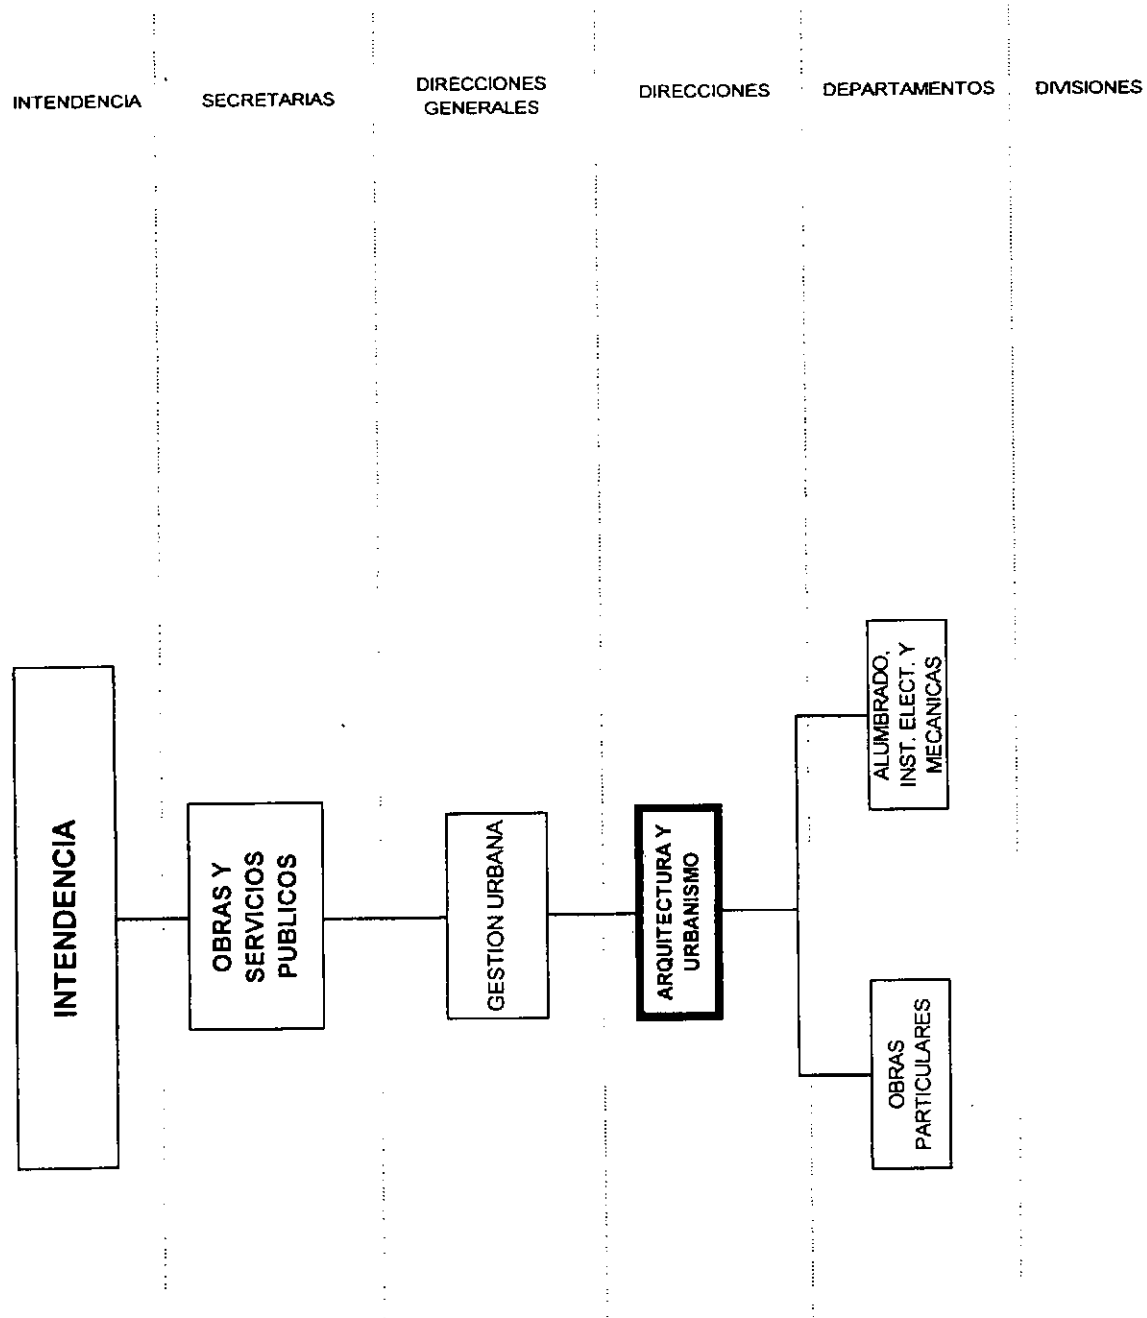 INTENDENCIA
SECRETARIAS
DIRECCIONES
GENERALES
DIRECCIONES
DEPARTAMENTOS
DIVISIONES
INTENDENCIA
OBRAS Y
SERVICIOS
PUBLICOS
GESTION URBANA
ARQUITECTURA Y
URBANISMO
ALUMBRADO,
INST. ELECT. Y
MECANICAS
OBRAS
PARTICULARES